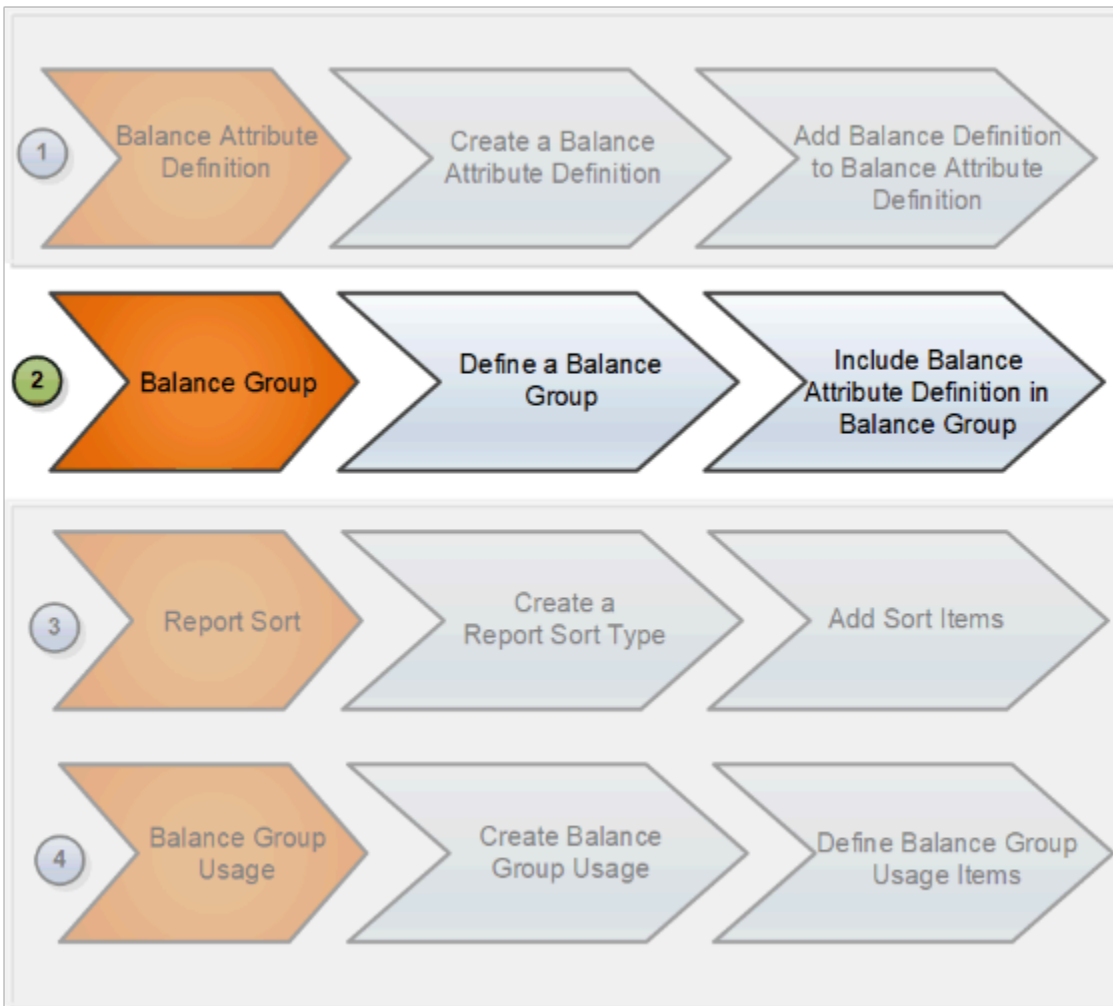 1
Balance Attribute
Definition
Create a Balance
Attribute Definition
Add Balance Definition
to Balance Attribute
Definition
2
Balance Group
Define a Balance
Group
Include Balance
Attribute Definition in
Balance Group
3
Report Sort
Create a
Report Sort Type
Add Sort Items
4
Balance Group
Usage
Create Balance
Group Usage
Define Balance Group
Usage Items